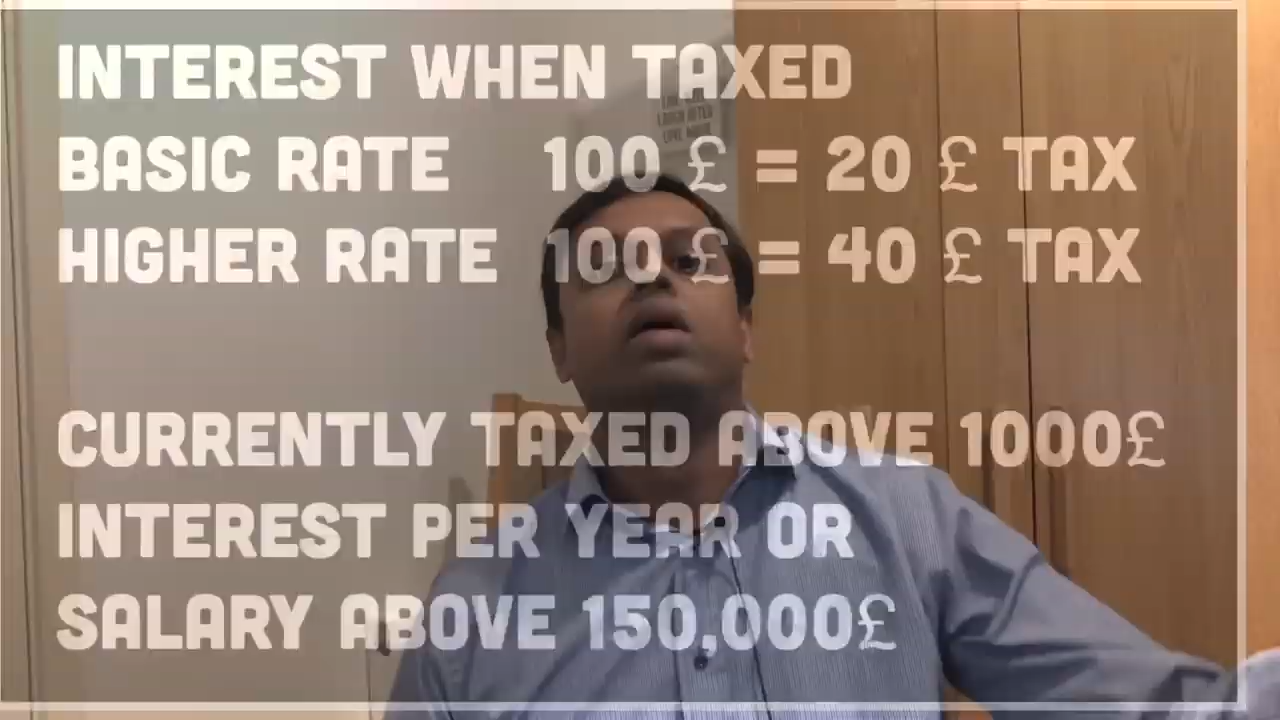 INTEREST WHEN TAXED
BASIC RATE 100 £ = 20 £ TAX
HIGHER RATE 100 £ = 40 £ TAX
CURRENTLY TAXED ABOVE 1000£
INTEREST PER YEAR OR
SALARY ABOVE 150,000£